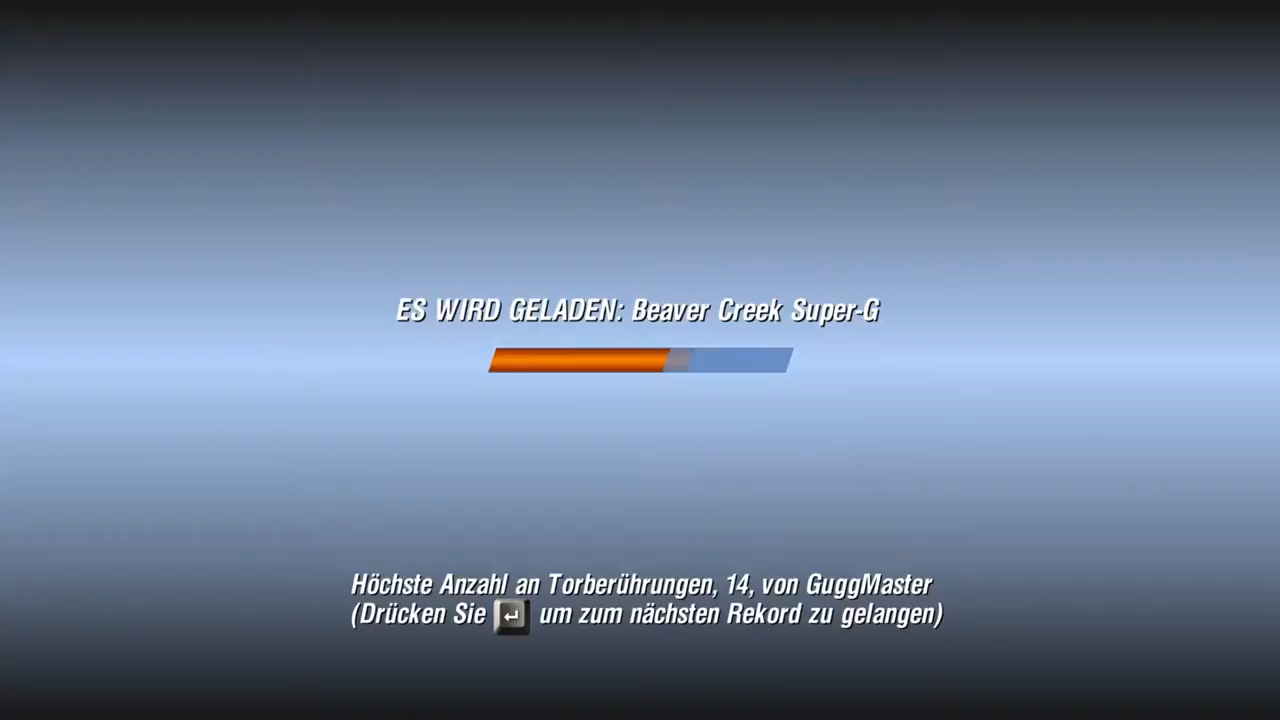 ES WIRD GELADEN: Beaver Creek Super-G
Höchste Anzahl an Torberührungen, 14, von GuggMaster
(Drücken Sie ↵ um zum nächsten Rekord zu gelangen)